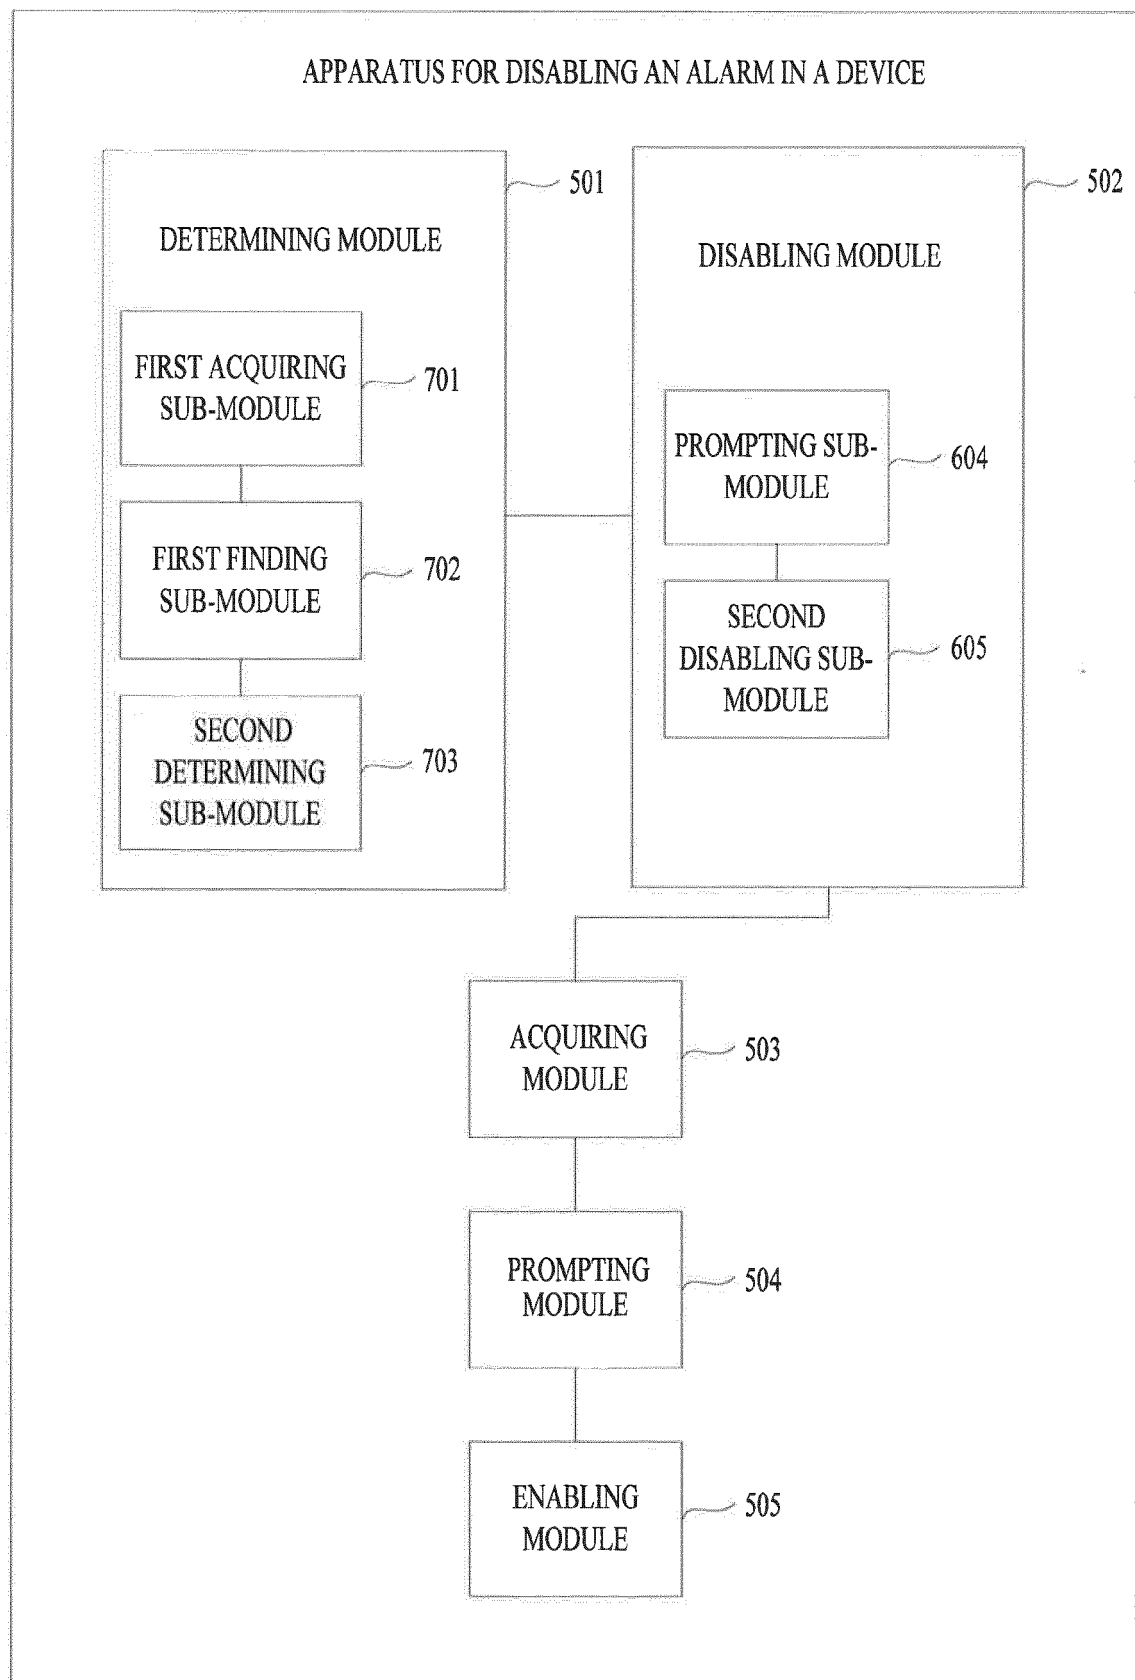 APPARATUS FOR DISABLING AN ALARM IN A DEVICE
501
502
DETERMINING MODULE
DISABLING MODULE
FIRST ACQUIRING
SUB-MODULE
701
FIRST FINDING
SUB-MODULE
702
SECOND
DETERMINING
SUB-MODULE
703
PROMPTING SUB-
MODULE
604
SECOND
DISABLING SUB-
MODULE
605
ACQUIRING
MODULE
503
PROMPTING
MODULE
504
ENABLING
MODULE
505